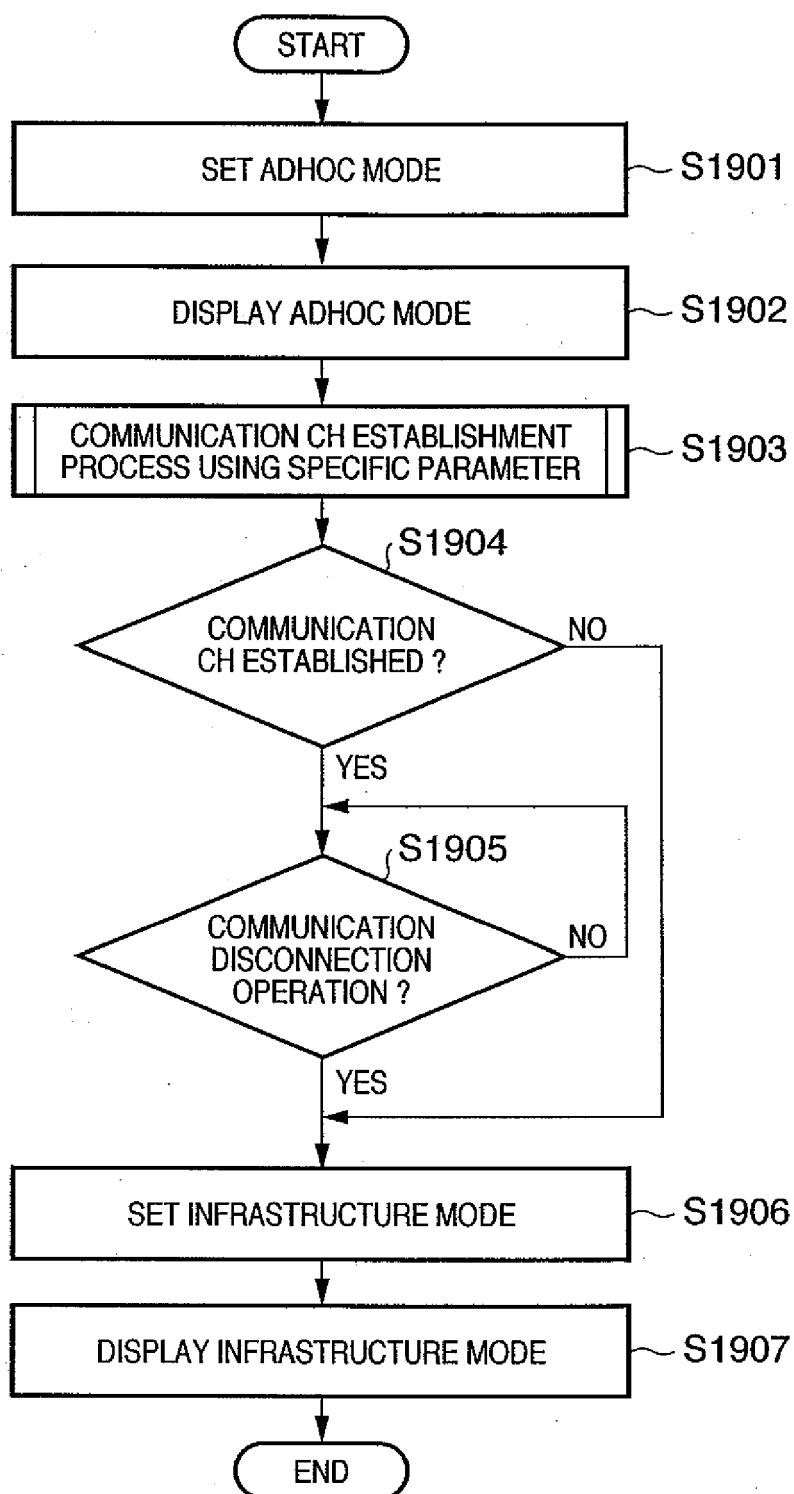 START
SET ADHOC MODE
S1901
DISPLAY ADHOC MODE
S1902
COMMUNICATION CH ESTABLISHMENT
PROCESS USING SPECIFIC PARAMETER
S1903
S1904
COMMUNICATION
CH ESTABLISHED ?
NO
YES
S1905
COMMUNICATION
DISCONNECTION
OPERATION ?
NO
YES
SET INFRASTRUCTURE MODE
S1906
DISPLAY INFRASTRUCTURE MODE
S1907
END